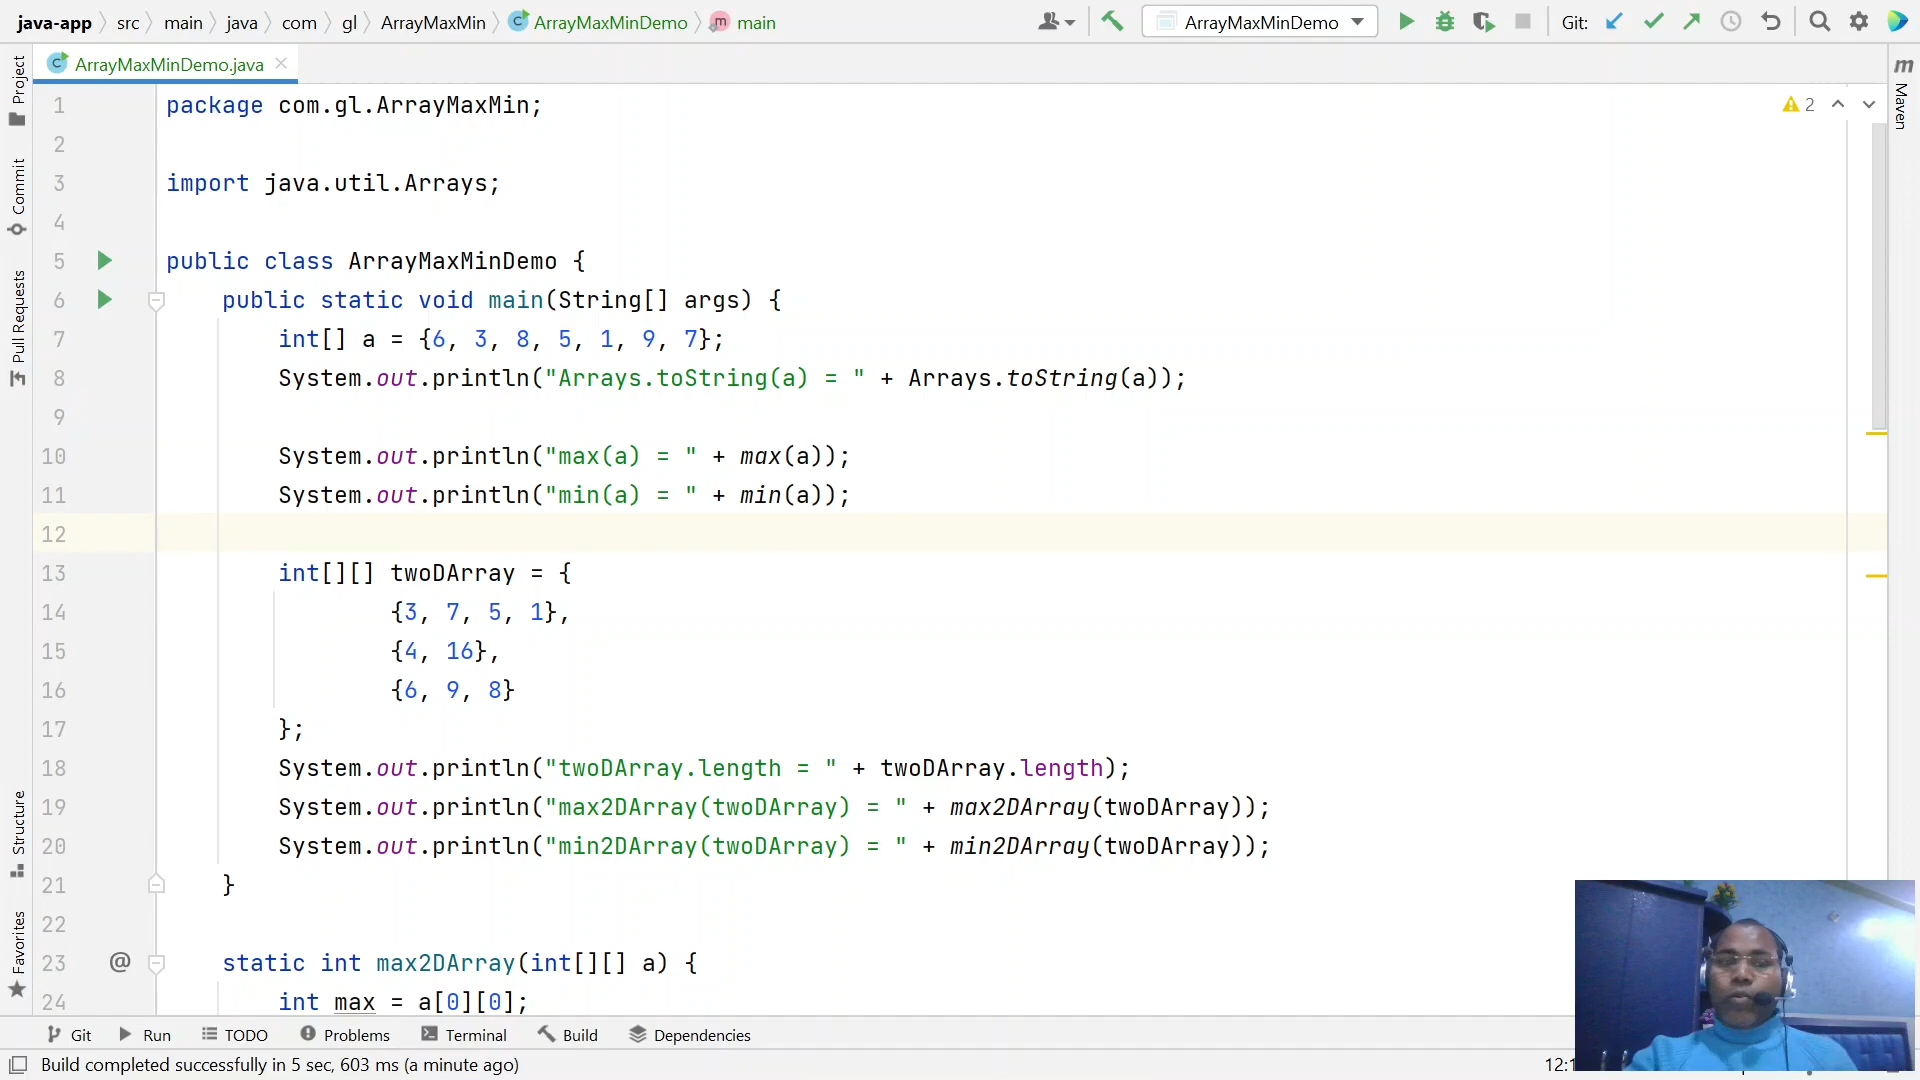 java-app src main java com gl ArrayMaxMin ArrayMaxMinDemo main ArrayMaxMinDemo Git:
ArrayMaxMinDemo.java
Project
Commit
Pull Requests
Structure
Favorites
Maven
2
1 package com.gl.ArrayMaxMin;
2
3 import java.util.Arrays;
4
5 public class ArrayMaxMinDemo {
6 public static void main(String[] args) {
7 int[] a = {6, 3, 8, 5, 1, 9, 7};
8 System.out.println("Arrays.toString(a) = " + Arrays.toString(a));
9
10 System.out.println("max(a) = " + max(a));
11 System.out.println("min(a) = " + min(a));
12
13 int[][] twoDArray = {
14 {3, 7, 5, 1},
15 {4, 16},
16 {6, 9, 8}
17 };
18 System.out.println("twoDArray.length = " + twoDArray.length);
19 System.out.println("max2DArray(twoDArray) = " + max2DArray(twoDArray));
20 System.out.println("min2DArray(twoDArray) = " + min2DArray(twoDArray));
21 }
22
23 @ static int max2DArray(int[][] a) {
24 int max = a[0][0];
Git Run TODO Problems Terminal Build Dependencies
Build completed successfully in 5 sec, 603 ms (a minute ago)